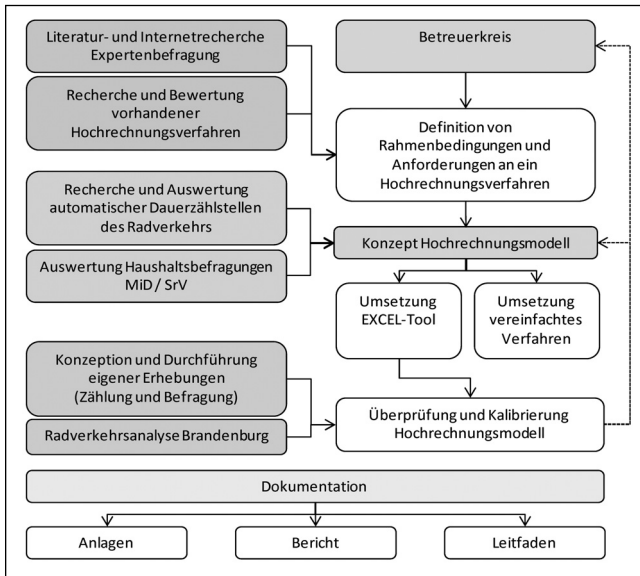 Literatur- und Internetrecherche
Expertenbefragung
Recherche und Bewertung
vorhandener
Hochrechnungsverfahren
Betreuerkreis
Definition von
Rahmenbedingungen und
Anforderungen an ein
Hochrechnungsverfahren
Recherche und Auswertung
automatischer Dauerzählstellen
des Radverkehrs
Auswertung Haushaltsbefragungen
MiD / SrV
Konzept Hochrechnungsmodell
Umsetzung
EXCEL-Tool
Umsetzung
vereinfachtes
Verfahren
Konzeption und Durchführung
eigener Erhebungen
(Zählung und Befragung)
Radverkehrsanalyse Brandenburg
Überprüfung und Kalibrierung
Hochrechnungsmodell
Dokumentation
Anlagen
Bericht
Leitfaden